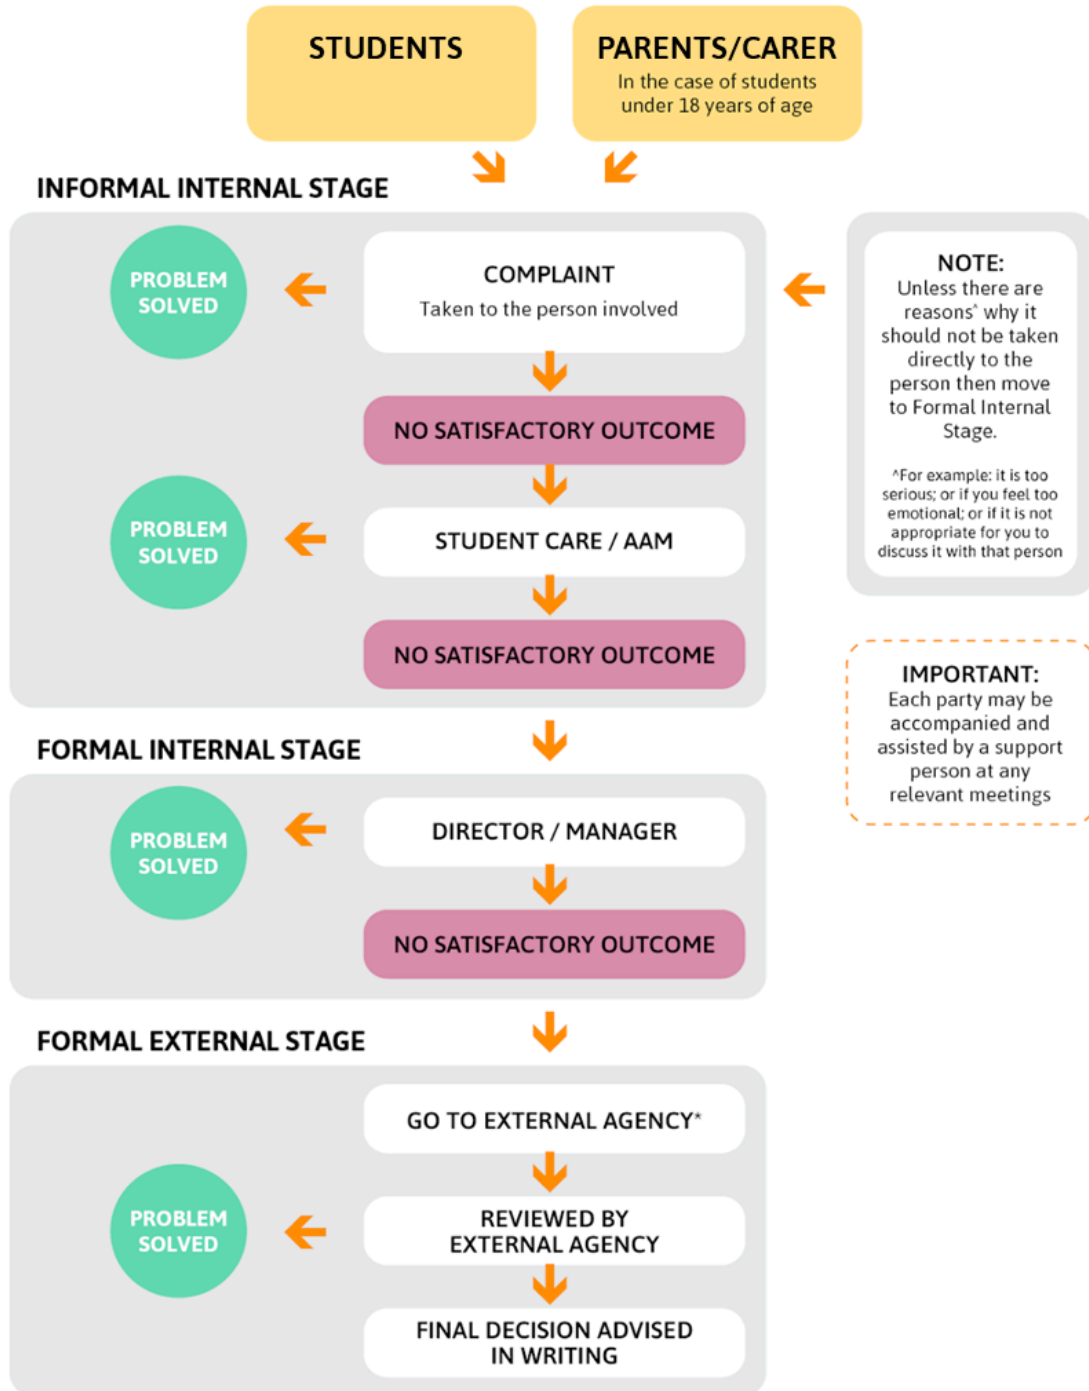 STUDENTS
PARENTS/CARER
In the case of students
under 18 years of age
INFORMAL INTERNAL STAGE
PROBLEM
SOLVED
COMPLAINT
Taken to the person involved
NOTE:
Unless there are
reasons^ why it
should not be taken
directly to the
person then move
to Formal Internal
Stage.
^For example: it is too
serious; or if you feel too
emotional; or if it is not
appropriate for you to
discuss it with that person
NO SATISFACTORY OUTCOME
PROBLEM
SOLVED
STUDENT CARE / AAM
NO SATISFACTORY OUTCOME
IMPORTANT:
Each party may be
accompanied and
assisted by a support
person at any
relevant meetings
FORMAL INTERNAL STAGE
PROBLEM
SOLVED
DIRECTOR / MANAGER
NO SATISFACTORY OUTCOME
FORMAL EXTERNAL STAGE
GO TO EXTERNAL AGENCY*
PROBLEM
SOLVED
REVIEWED BY
EXTERNAL AGENCY
FINAL DECISION ADVISED
IN WRITING